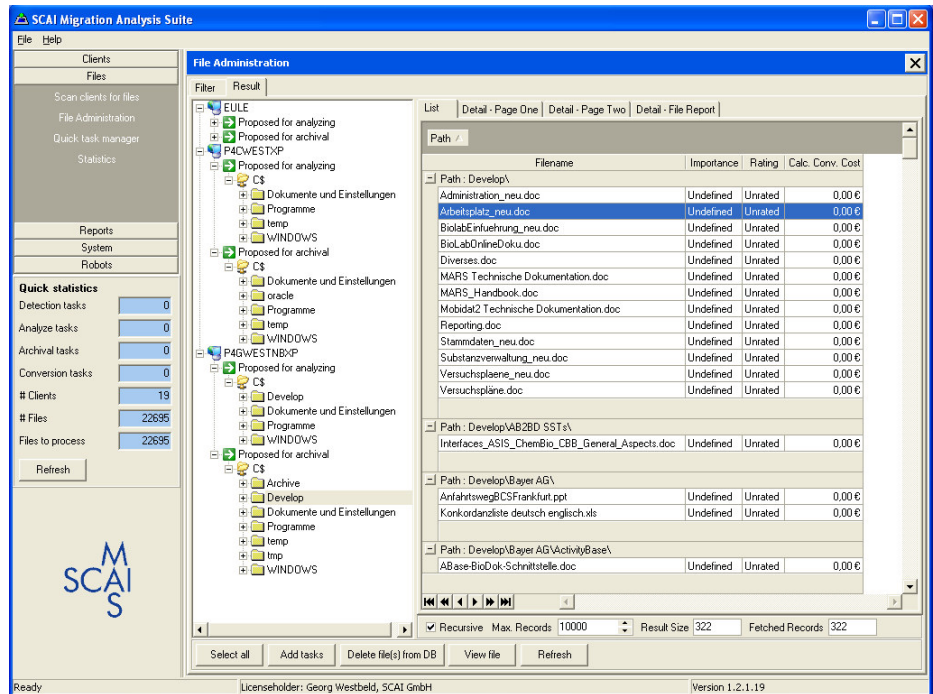 SCAI Migration Analysis Suite
File Help
Clients
Files
Scan clients for files
File Administration
Quick task manager
Statistics
Reports
System
Robots
Quick statistics
Detection tasks 0
Analyze tasks 0
Archival tasks 0
Conversion tasks 0
# Clients 19
# Files 22695
Files to process 22695
Refresh
SCAI
MAS
File Administration
Filter Result
EULE
Proposed for analyzing
Proposed for archival
P4CWESTXP
Proposed for analyzing
C$
Dokumente und Einstellungen
Programme
temp
WINDOWS
Proposed for archival
C$
Dokumente und Einstellungen
oracle
Programme
temp
WINDOWS
P4GWESTNBXP
Proposed for analyzing
C$
Develop
Dokumente und Einstellungen
Programme
WINDOWS
Proposed for archival
C$
Archive
Develop
Dokumente und Einstellungen
Programme
temp
tmp
WINDOWS
List Detail - Page One Detail - Page Two Detail - File Report
Path
Filename Importance Rating Calc. Conv. Cost
Path : Develop\
Administration_neu.doc Undefined Unrated 0,00 €
Arbeitsplatz_neu.doc Undefined Unrated 0,00 €
BiolabEinfuehrung_neu.doc Undefined Unrated 0,00 €
BioLabOnlineDoku.doc Undefined Unrated 0,00 €
Diverses.doc Undefined Unrated 0,00 €
MARS Technische Dokumentation.doc Undefined Unrated 0,00 €
MARS_Handbook.doc Undefined Unrated 0,00 €
Mobidat2 Technische Dokumentation.doc Undefined Unrated 0,00 €
Reporting.doc Undefined Unrated 0,00 €
Stammdaten_neu.doc Undefined Unrated 0,00 €
Substanzverwaltung_neu.doc Undefined Unrated 0,00 €
Versuchsplaene_neu.doc Undefined Unrated 0,00 €
Versuchspläne.doc Undefined Unrated 0,00 €
Path : Develop\AB2BD SSTs\
Interfaces_ASIS_ChemBio_CBB_General_Aspects.doc Undefined Unrated 0,00 €
Path : Develop\Bayer AG\
AnfahrtswegBCSFrankfurt.ppt Undefined Unrated 0,00 €
Konkordanzliste deutsch englisch.xls Undefined Unrated 0,00 €
Path : Develop\Bayer AG\ActivityBase\
ABase-BioDok-Schnittstelle.doc Undefined Unrated 0,00 €
Recursive Max. Records 10000 Result Size 322 Fetched Records 322
Select all Add tasks Delete file(s) from DB View file Refresh
Ready Licenseholder: Georg Westbeld, SCAI GmbH Version 1.2.1.19